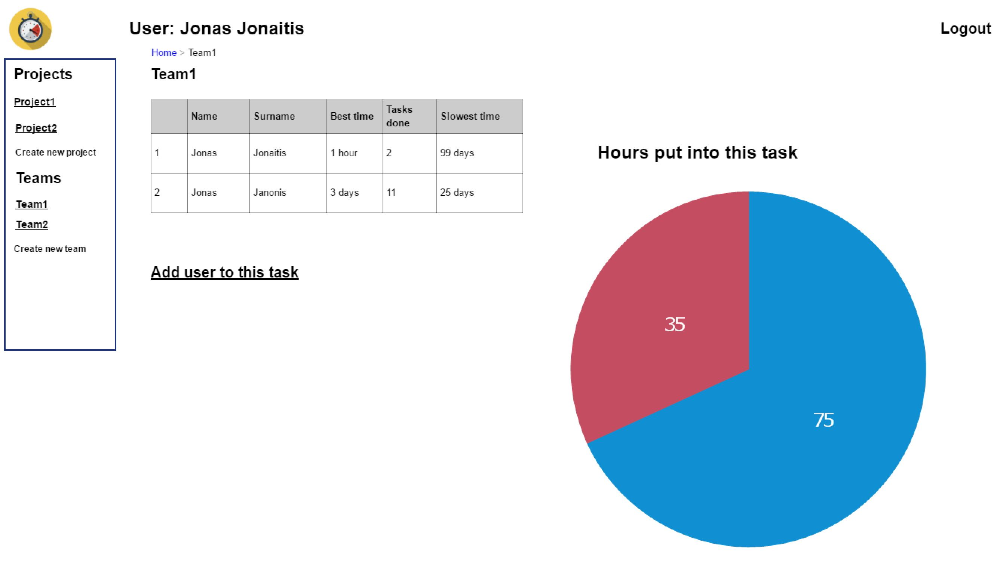 User: Jonas Jonaitis
Logout
Home > Team1
Projects
Project1
Project2
Create new project
Teams
Team1
Team2
Create new team
Team1
Name Surname Best time Tasks done Slowest time
1 Jonas Jonaitis 1 hour 2 99 days
2 Jonas Janonis 3 days 11 25 days
Add user to this task
Hours put into this task
35
75